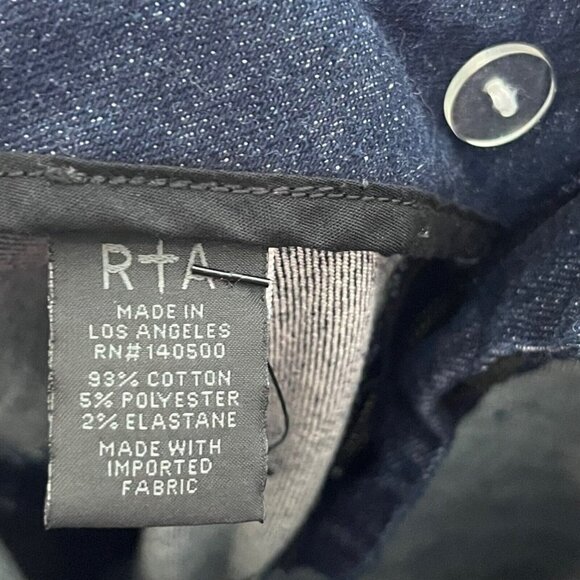 R†A
MADE IN
LOS ANGELES
RN#140500
93% COTTON
5% POLYESTER
2% ELASTANE
MADE WITH
IMPORTED
FABRIC